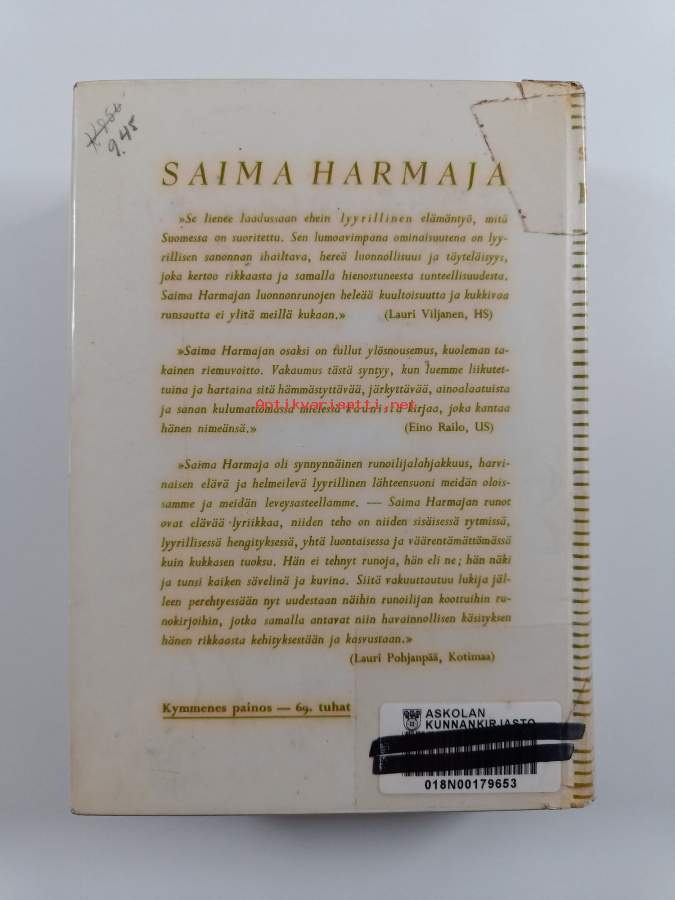 9.45
SAIMA HARMAJA
»Se lienee laadussaan ehein lyyrillinen elämäntyö, mitä
Suomessa on suoritettu. Sen lumoavimpana ominaisuutena on lyy-
rillisen sanonnan ihailtava, hereä luonnollisuus ja täyteläisyys,
joka kertoo rikkaasta ja samalla hienostuneesta tunteellisuudesta.
Saima Harmajan luonnonrunojen heleää kuultoisuutta ja kukkivaa
runsautta ei ylitä meillä kukaan.» (Lauri Viljanen, HS)
»Saima Harmajan osaksi on tullut ylösnousemus, kuoleman ta-
kainen riemuvoitto. Vakaumus tästä syntyy, kun luemme liikutet-
tuina ja hartaina sitä hämmästyttävää, järkyttävää, ainoalaatuista
ja sanan kulumattomassa mielessä kaunista kirjaa, joka kantaa
Antikvariantti.net
hänen nimeänsä.» (Eino Railo, US)
»Saima Harmaja oli synnynnäinen runoilijalahjakkuus, harvi-
naisen elävä ja helmeilevä lyyrillinen lähteensuoni meidän olois-
samme ja meidän leveysasteellamme. — Saima Harmajan runot
ovat elävää lyriikkaa, niiden teho on niiden sisäisessä rytmissä,
lyyrillisessä hengityksessä, yhtä luontaisessa ja väärentämättömässä
kuin kukkasen tuoksu. Hän ei tehnyt runoja, hän eli ne; hän näki
ja tunsi kaiken sävelinä ja kuvina. Siitä vakuuttautuu lukija jäl-
leen perehtyessään nyt uudestaan näihin runoilijan koottuihin ru-
nokirjoihin, jotka samalla antavat niin havainnollisen käsityksen
hänen rikkaasta kehityksestään ja kasvustaan.»
(Lauri Pohjanpää, Kotimaa)
Kymmenes painos — 69. tuhat
ASKOLAN
KUNNANKIRJASTO
018N00179653